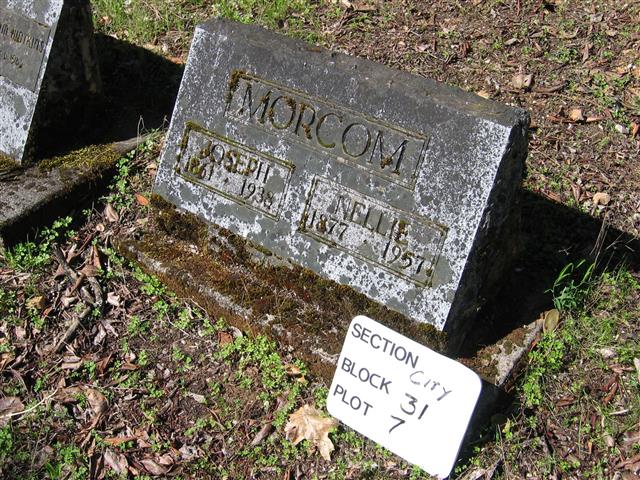 MORCOM
JOSEPH
1861 1938
NELLIE
1877 · 1957
SECTION CITY
BLOCK 31
PLOT 7